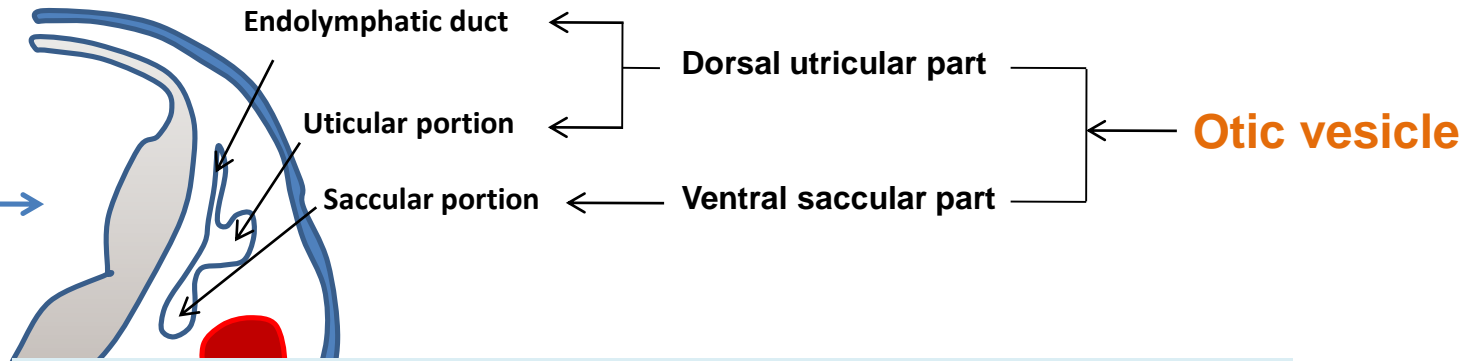 Endolymphatic duct
Dorsal utricular part
Uticular portion
Otic vesicle
Saccular portion
Ventral saccular part